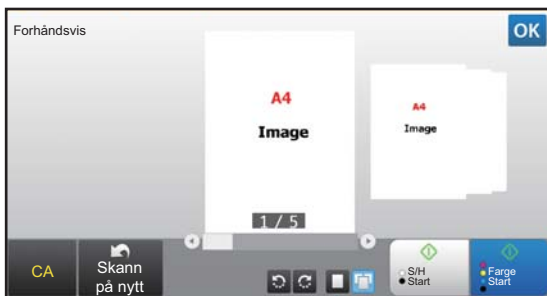 Forhåndsvis
OK
A4
Image
A4
Image
1 / 5
CA
Skann
på nytt
S/H
Start
Farge
Start